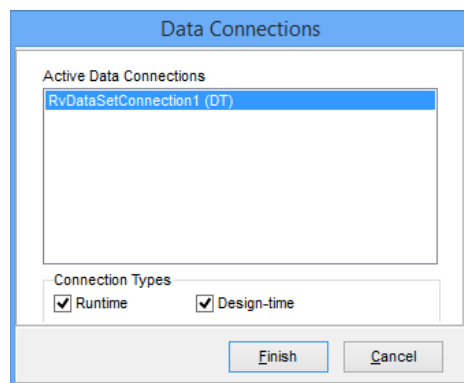 Data Connections
Active Data Connections
RvDataSetConnection1 (DT)
Connection Types
Runtime Design-time
Finish Cancel